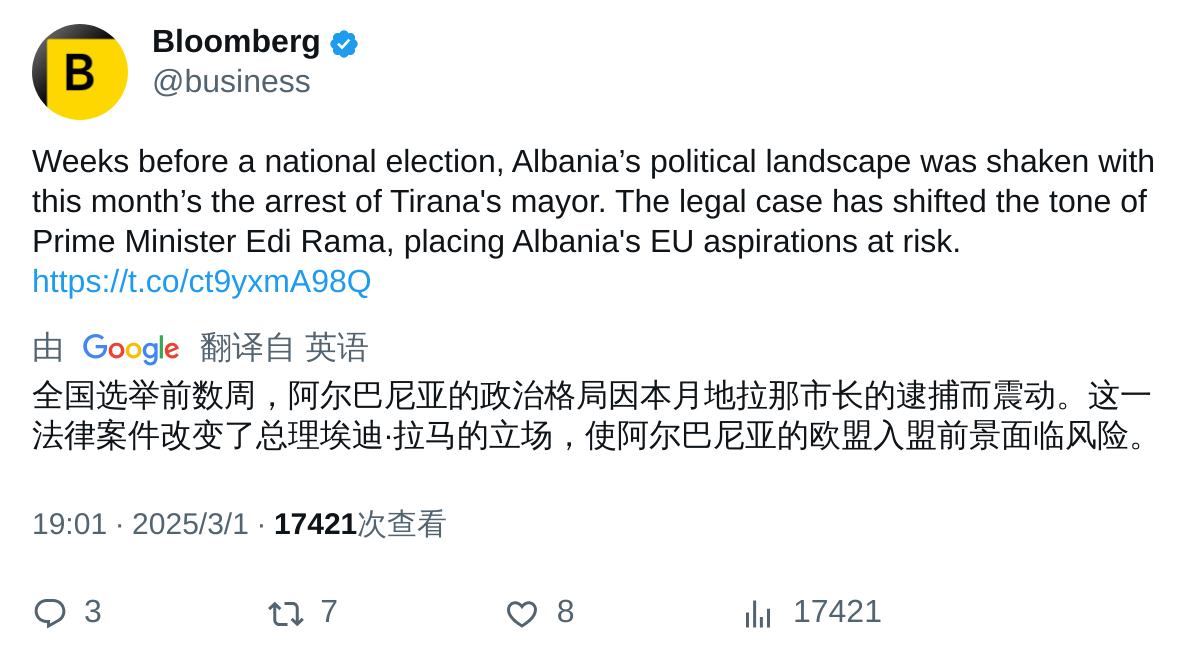 B
Bloomberg
@business
Weeks before a national election, Albania’s political landscape was shaken with
this month’s the arrest of Tirana's mayor. The legal case has shifted the tone of
Prime Minister Edi Rama, placing Albania's EU aspirations at risk.
https://t.co/ct9yxmA98Q
由 Google 翻译自 英语
全国选举前数周，阿尔巴尼亚的政治格局因本月地拉那市长的逮捕而震动。这一
法律案件改变了总理埃迪·拉马的立场，使阿尔巴尼亚的欧盟入盟前景面临风险。
19:01 · 2025/3/1 · 17421次查看
3 7 8 17421